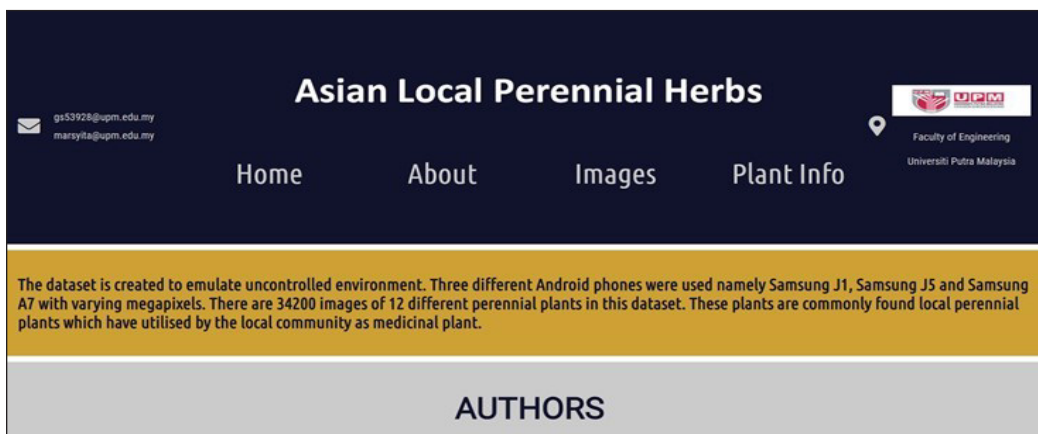 Asian Local Perennial Herbs
gs53928@upm.edu.my
marsyita@upm.edu.my
UPM
Faculty of Engineering
Universiti Putra Malaysia
Home
About
Images
Plant Info
The dataset is created to emulate uncontrolled environment. Three different Android phones were used namely Samsung J1, Samsung J5 and Samsung
A7 with varying megapixels. There are 34200 images of 12 different perennial plants in this dataset. These plants are commonly found local perennial
plants which have utilised by the local community as medicinal plant.
AUTHORS